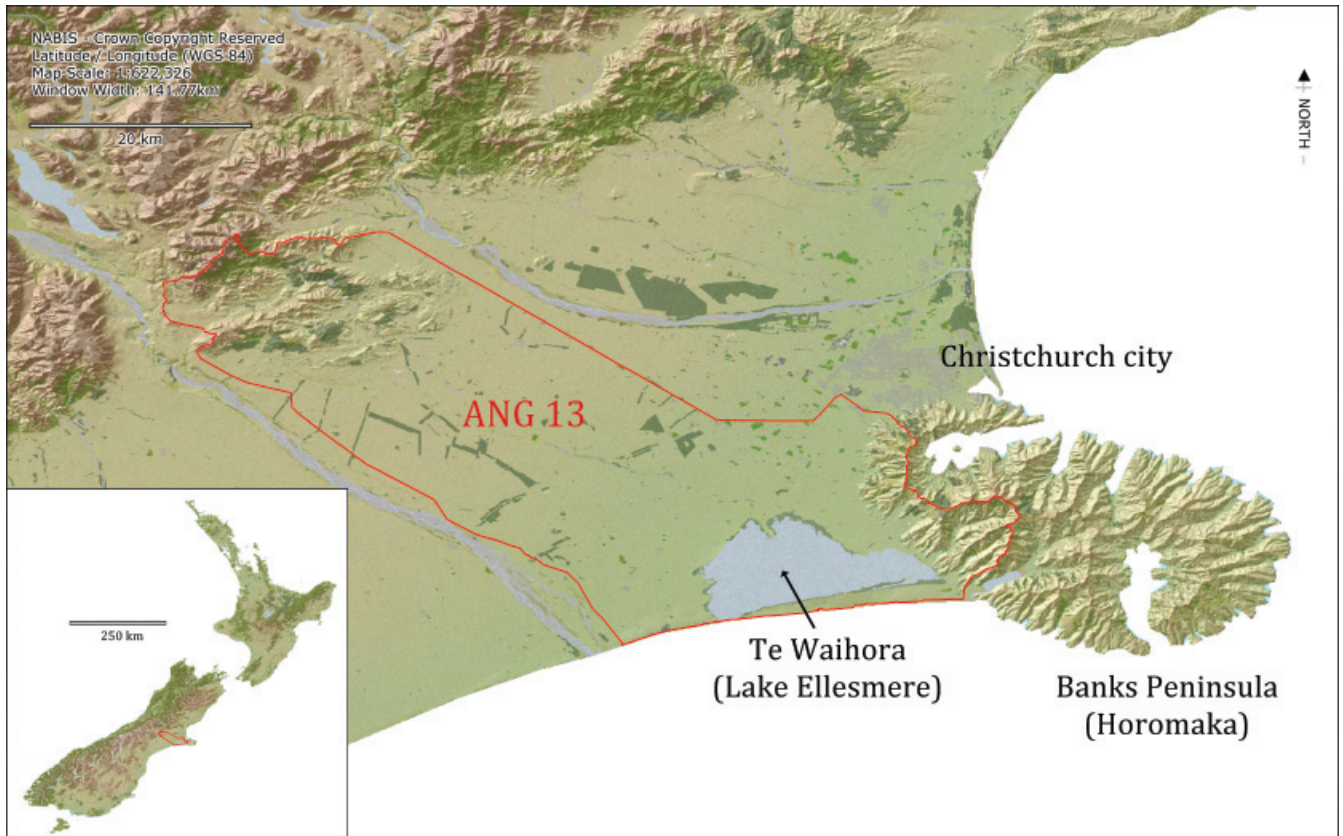 NABIS - Crown Copyright Reserved
Latitude / Longitude (WGS 84)
Map Scale: 1:622,326
Window Width: 141.77km
20 km
NORTH
Christchurch city
ANG 13
250 km
Te Waihora
(Lake Ellesmere)
Banks Peninsula
(Horomaka)